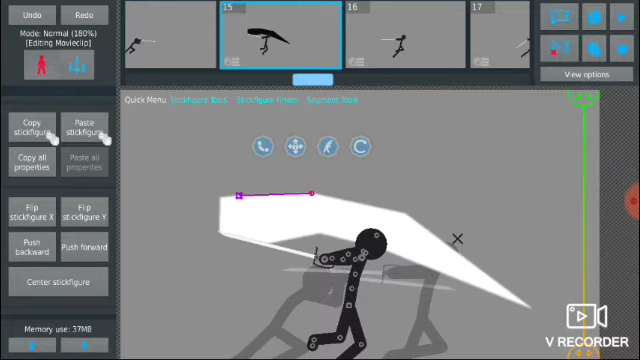 Undo
Redo
15
16
17
Mode: Normal (180%)
[Editing Movieclip]
View options
Quick Menu
Stickfigure Tools
Stickfigure Filters
Segment Tools
Copy stickfigure
Paste stickfigure
Copy all properties
Paste all properties
Flip stickfigure X
Flip stickfigure Y
Push backward
Push forward
Center stickfigure
Memory use: 37MB
V RECORDER